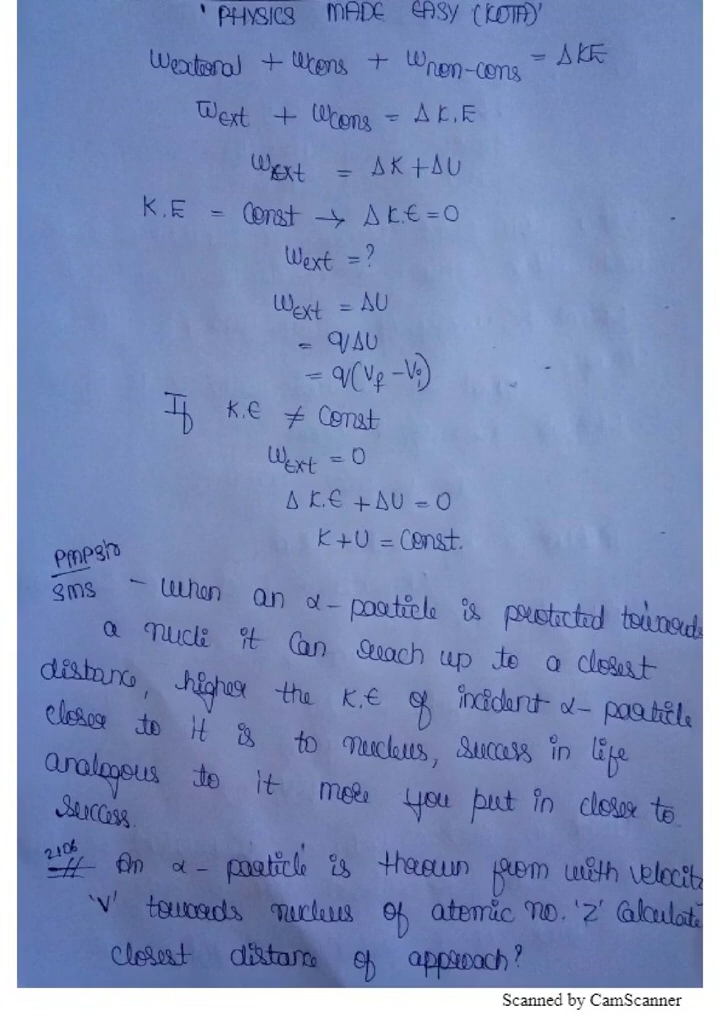 ' PHYSICS MADE EASY (KOTA)'
Wexternal + Wcons + Wnon-cons = ΔKE
Wext + Wcons = ΔK.E
Wext = ΔK + ΔU
K.E = Const → ΔK.E = 0
Wext = ?
Wext = ΔU
= qΔU
= q(Vf - Vi)
If K.E ≠ Const
Wext = 0
ΔK.E + ΔU = 0
K + U = Const.
SMS - When an α - particle is protected towards
a nucli it Can reach up to a closest
distance, higher the K.E of incident α - particle
closer to it is to nucleus, success in life
analogous to it more you put in closer to
success.
An α - particle is thrown from with velocit
'V' towards nucleus of atomic no. 'Z' Calculate
closest distance of approach?
Scanned by CamScanner